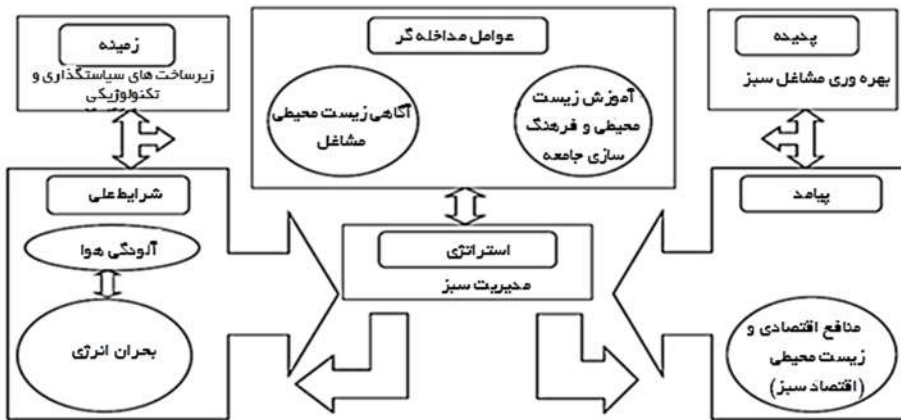 عوامل مداخله گر
آموزش زیست
محیطی و فرهنگ
سازی جامعه
آگاهی زیست محیطی
مشاغل
پدیده
بهره وری مشاغل سبز
زمینه
زیرساخت های سیاستگذاری و
تکنولوژیکی
پیامد
منافع اقتصادی و
زیست محیطی
(اقتصاد سبز)
استراتژی
مدیریت سبز
شرایط علی
آلودگی هوا
بحران انرژی